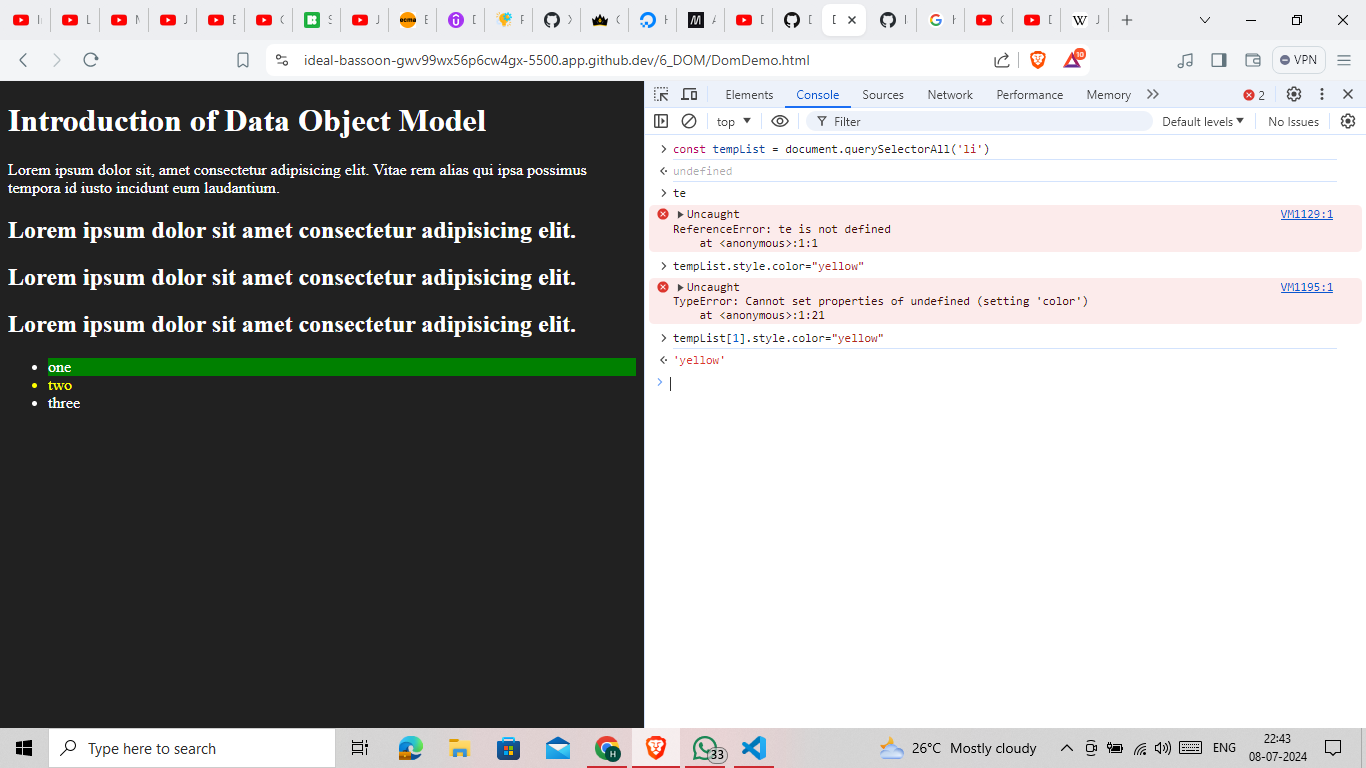 ideal-bassoon-gwv99wx56p6cw4gx-5500.app.github.dev/6_DOM/DomDemo.html
10
VPN
Introduction of Data Object Model
Lorem ipsum dolor sit, amet consectetur adipisicing elit. Vitae rem alias qui ipsa possimus
tempora id iusto incidunt eum laudantium.
Lorem ipsum dolor sit amet consectetur adipisicing elit.
Lorem ipsum dolor sit amet consectetur adipisicing elit.
Lorem ipsum dolor sit amet consectetur adipisicing elit.
one
two
three
Elements Console Sources Network Performance Memory 2
top Filter Default levels No Issues
const tempList = document.querySelectorAll('li')
undefined
te
Uncaught VM1129:1
ReferenceError: te is not defined
at <anonymous>:1:1
tempList.style.color="yellow"
Uncaught VM1195:1
TypeError: Cannot set properties of undefined (setting 'color')
at <anonymous>:1:21
tempList[1].style.color="yellow"
'yellow'
Type here to search
33
26°C Mostly cloudy
ENG
22:43
08-07-2024